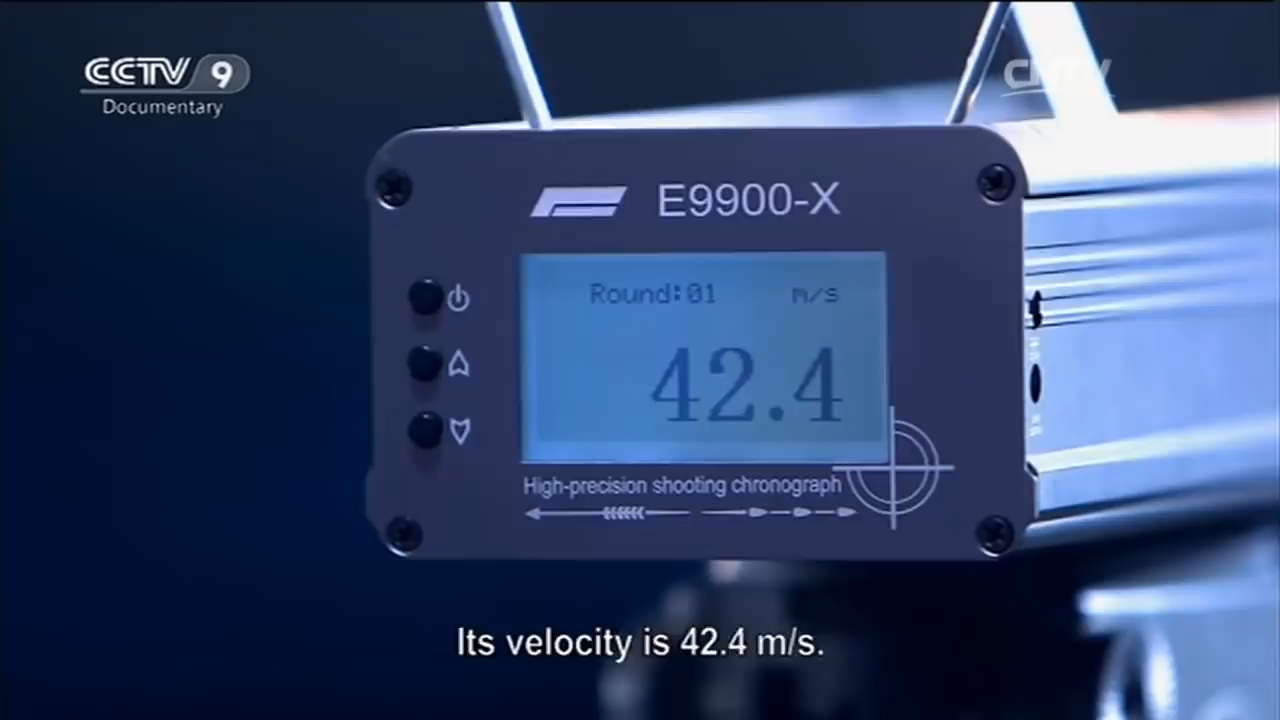 CCTV 9
Documentary
E9900-X
Round:01 m/s
42.4
High-precision shooting chronograph
Its velocity is 42.4 m/s.